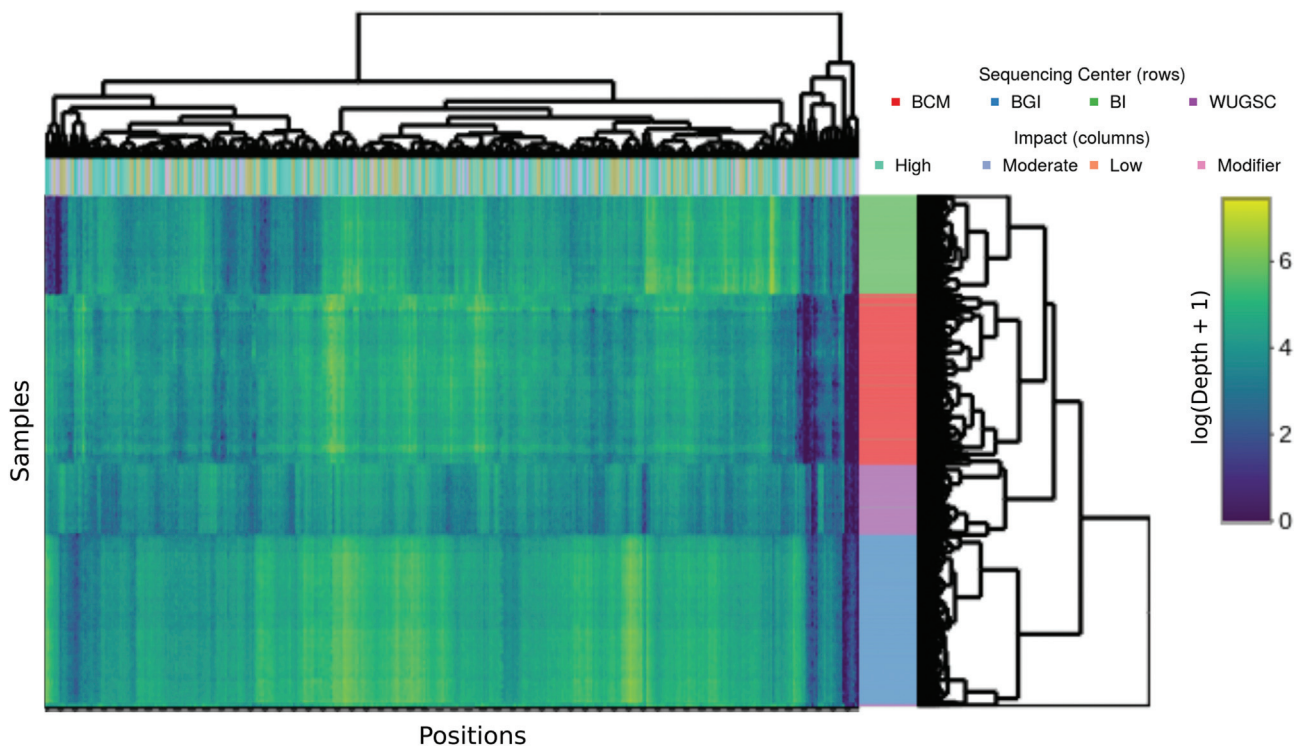 Sequencing Center (rows)
BCM BGI BI WUGSC
Impact (columns)
High Moderate Low Modifier
Samples
Positions
log(Depth + 1)
6
4
2
0